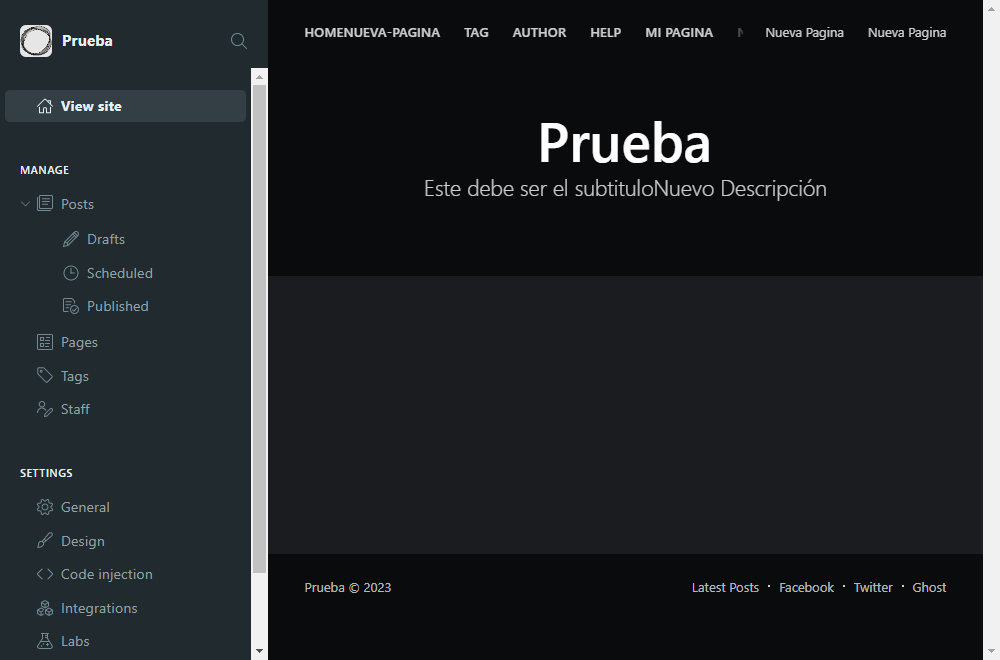 Prueba
View site
MANAGE
Posts
Drafts
Scheduled
Published
Pages
Tags
Staff
SETTINGS
General
Design
Code injection
Integrations
Labs
HOMENUEVA-PAGINA TAG AUTHOR HELP MI PAGINA Nueva Pagina Nueva Pagina
Prueba
Este debe ser el subtituloNuevo Descripción
Prueba © 2023
Latest Posts · Facebook · Twitter · Ghost